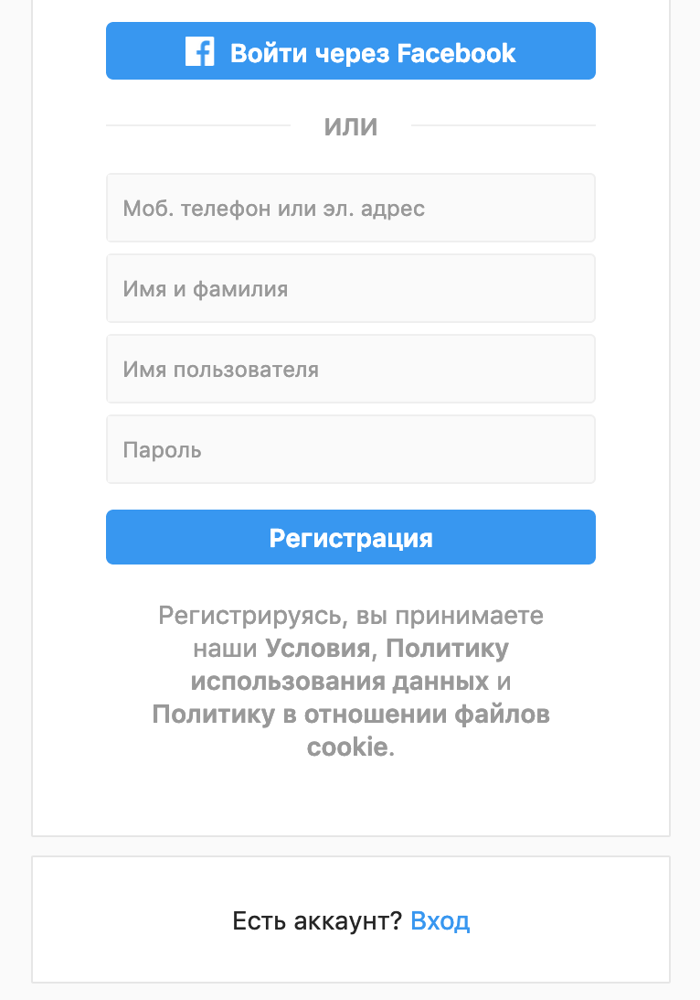 Войти через Facebook
ИЛИ
Моб. телефон или эл. адрес
Имя и фамилия
Имя пользователя
Пароль
Регистрация
Регистрируясь, вы принимаете
наши Условия, Политику
использования данных и
Политику в отношении файлов
cookie.
Есть аккаунт? Вход